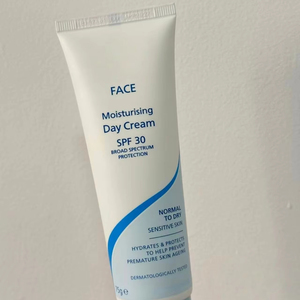 FACE
Moisturising
Day Cream
SPF 30
BROAD SPECTRUM
PROTECTION
NORMAL
TO DRY
SENSITIVE SKIN
HYDRATES & PROTECTS
TO HELP PREVENT
PREMATURE SKIN AGEING
DERMATOLOGICALLY TESTED
75g e